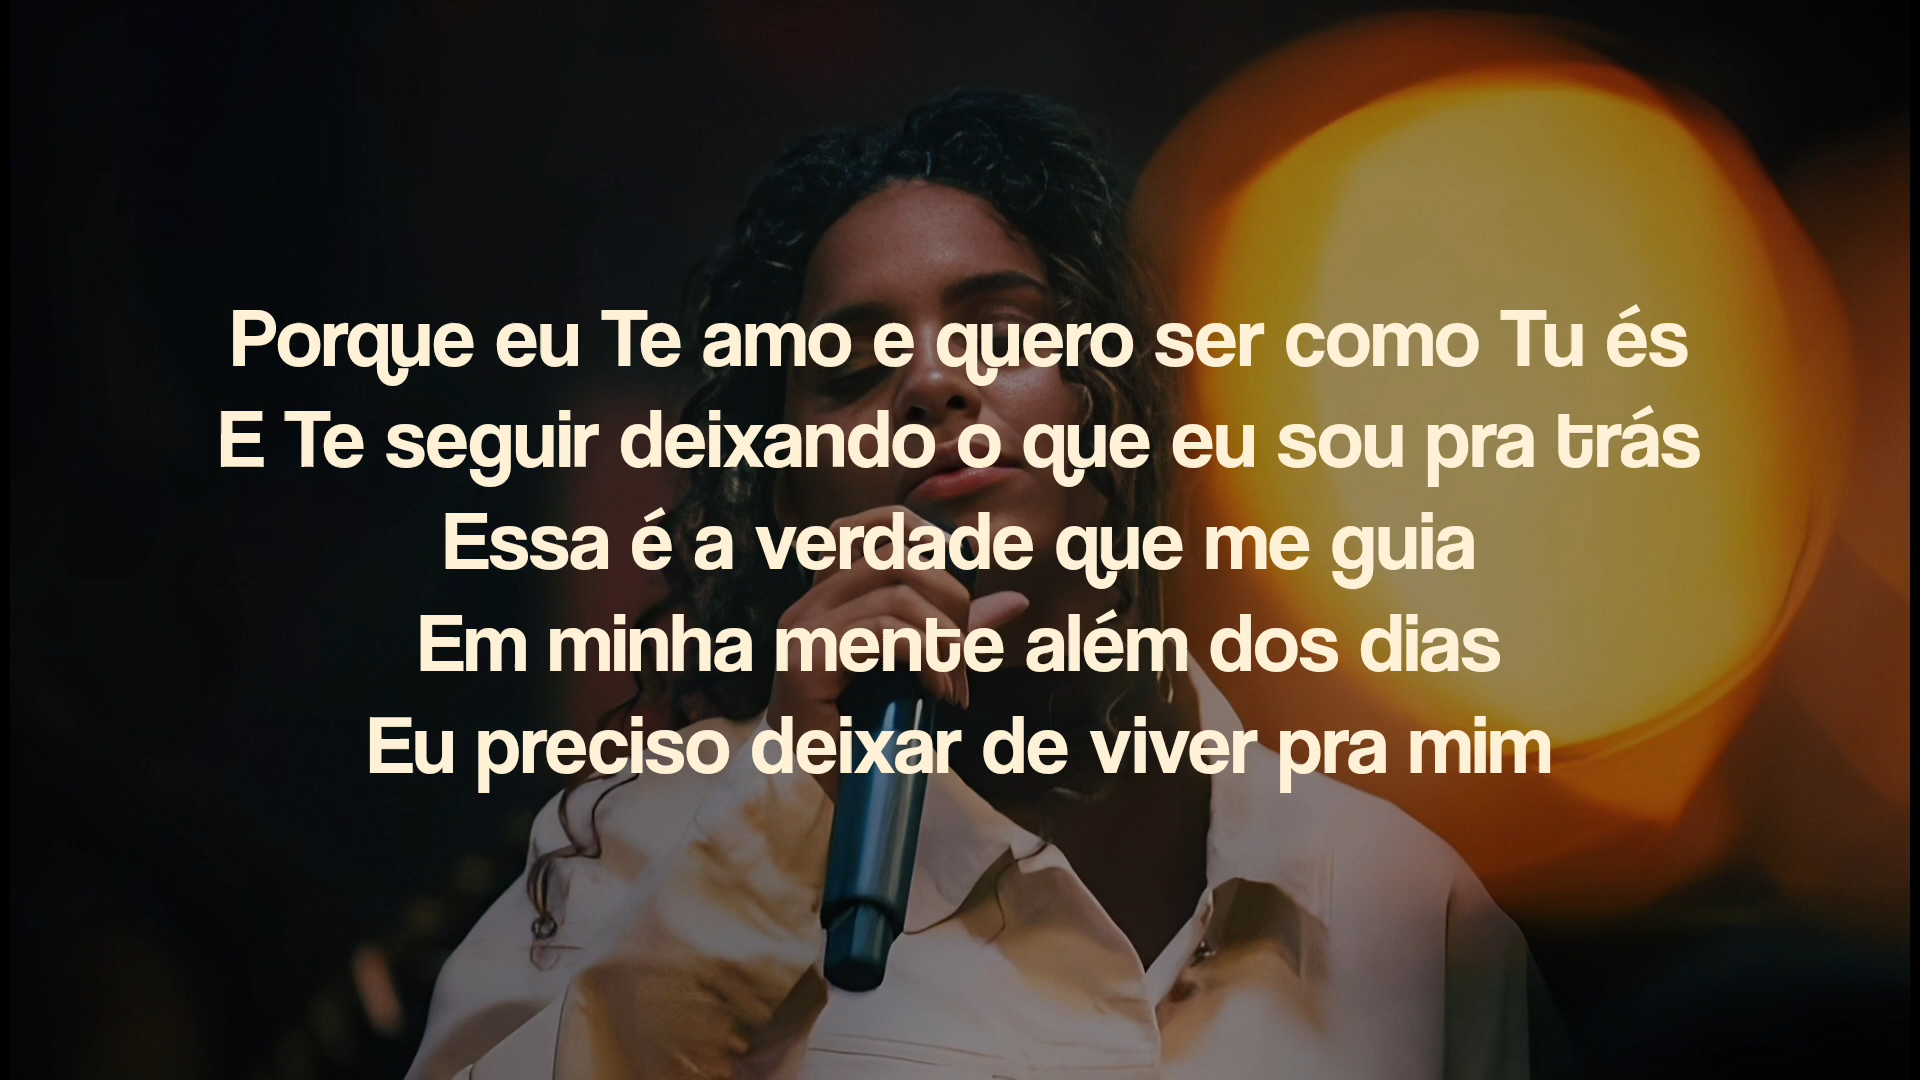 Porque eu Te amo e quero ser como Tu és
E Te seguir deixando o que eu sou pra trás
Essa é a verdade que me guia
Em minha mente além dos dias
Eu preciso deixar de viver pra mim